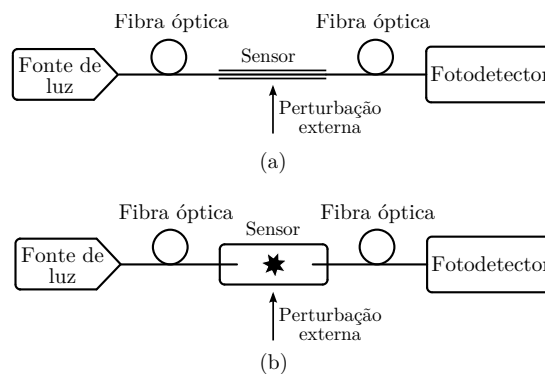 Fibra óptica
Fibra óptica
Fonte de
luz
Sensor
Fotodetector
Perturbação
externa
(a)
Fibra óptica
Fibra óptica
Fonte de
luz
Sensor
Fotodetector
Perturbação
externa
(b)